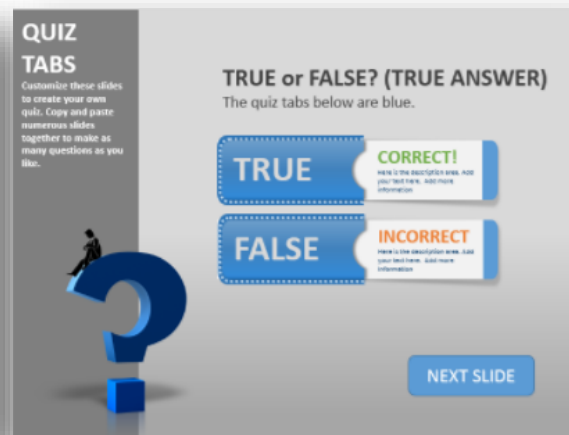 QUIZ
TABS
Customize these slides
to create your own
quiz. Copy and paste
numerous slides
together to make as
many questions as you
like.
TRUE or FALSE? (TRUE ANSWER)
The quiz tabs below are blue.
TRUE
CORRECT!
Here is the description area. Add
your text here. Add more
information
FALSE
INCORRECT
Here is the description area. Add
your text here. Add more
information
NEXT SLIDE